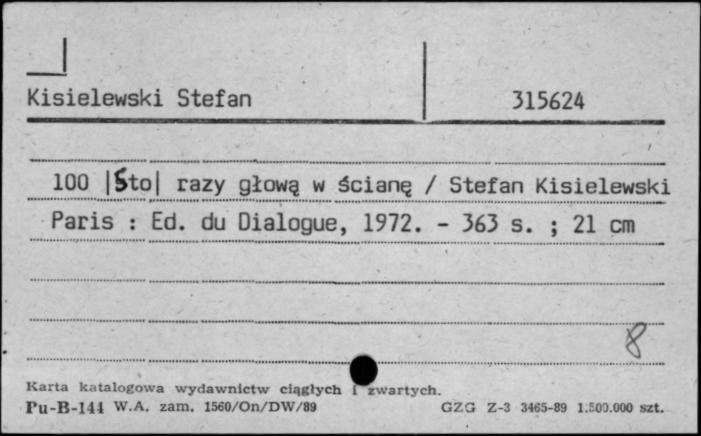 Kisielewski Stefan 315624
100 |Sto| razy głową w ścianę / Stefan Kisielewski
Paris : Ed. du Dialogue, 1972. - 363 s. ; 21 cm
8
Karta katalogowa wydawnictw ciągłych i zwartych.
Pu-B-144 W.A. zam. 1560/On/DW/89 GZG Z-3 3465-89 1.500.000 szt.